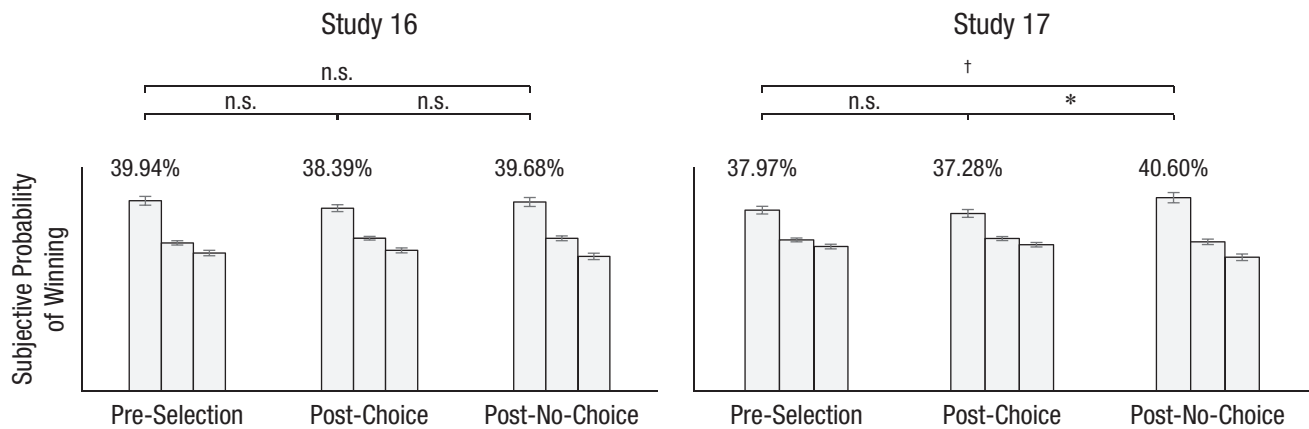 Study 16
Study 17
n.s.
†
n.s.
n.s.
n.s.
*
39.94%
38.39%
39.68%
37.97%
37.28%
40.60%
Subjective Probability
of Winning
Pre-Selection
Post-Choice
Post-No-Choice
Pre-Selection
Post-Choice
Post-No-Choice